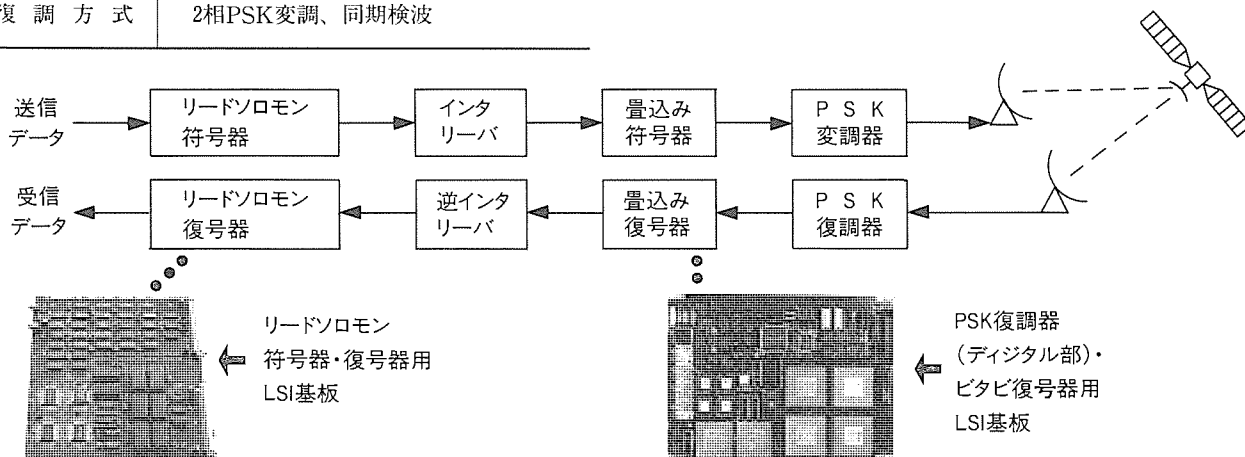 復調方式 2相PSK変調、同期検波
送信
データ
リードソロモン
符号器
インタ
リーバ
畳込み
符号器
PSK
変調器
受信
データ
リードソロモン
復号器
逆インタ
リーバ
畳込み
復号器
PSK
復調器
リードソロモン
符号器・復号器用
LSI基板
PSK復調器
(ディジタル部)・
ビタビ復号器用
LSI基板